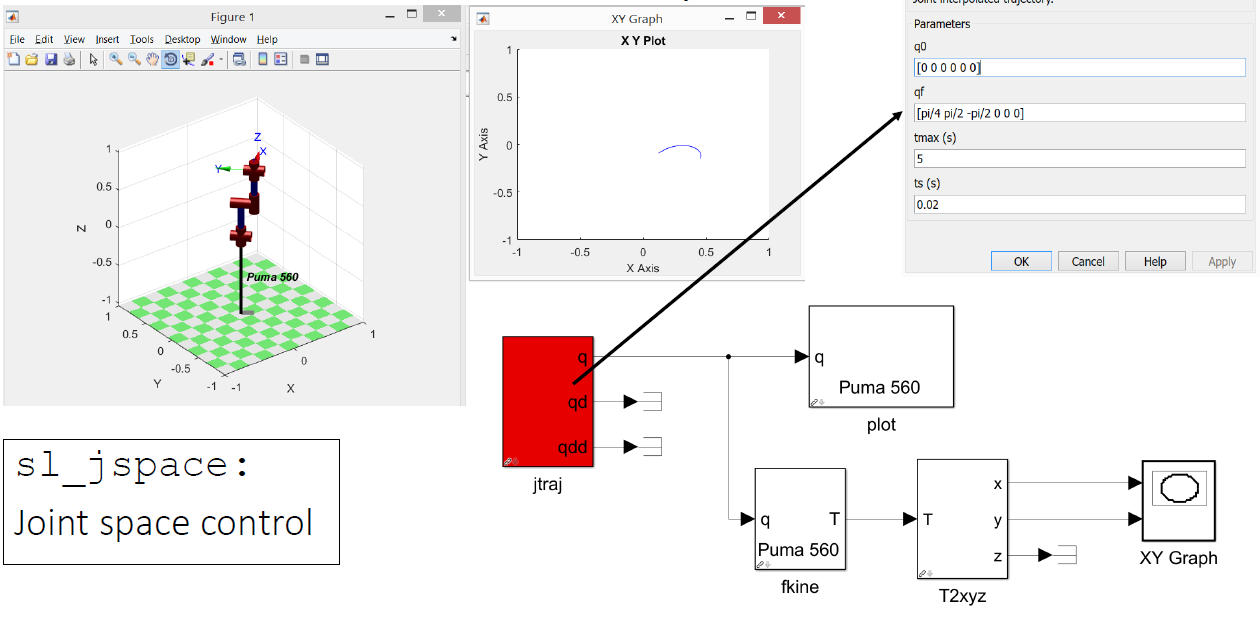 Figure 1
File Edit View Insert Tools Desktop Window Help
1
0.5
0
-0.5
-1
Z
Z
X
Y
Puma 560
1
0.5
0
-0.5
-1
Y
-1
0
1
X
XY Graph
X Y Plot
1
0.5
0
-0.5
-1
Y Axis
-1 -0.5 0 0.5 1
X Axis
Joint interpolated trajectory.
Parameters
q0
[0 0 0 0 0 0]
qf
[pi/4 pi/2 -pi/2 0 0 0]
tmax (s)
5
ts (s)
0.02
OK Cancel Help Apply
q
qd
qdd
jtraj
q
Puma 560
plot
q T
Puma 560
fkine
T
x
y
z
T2xyz
XY Graph
sl_jspace:
Joint space control